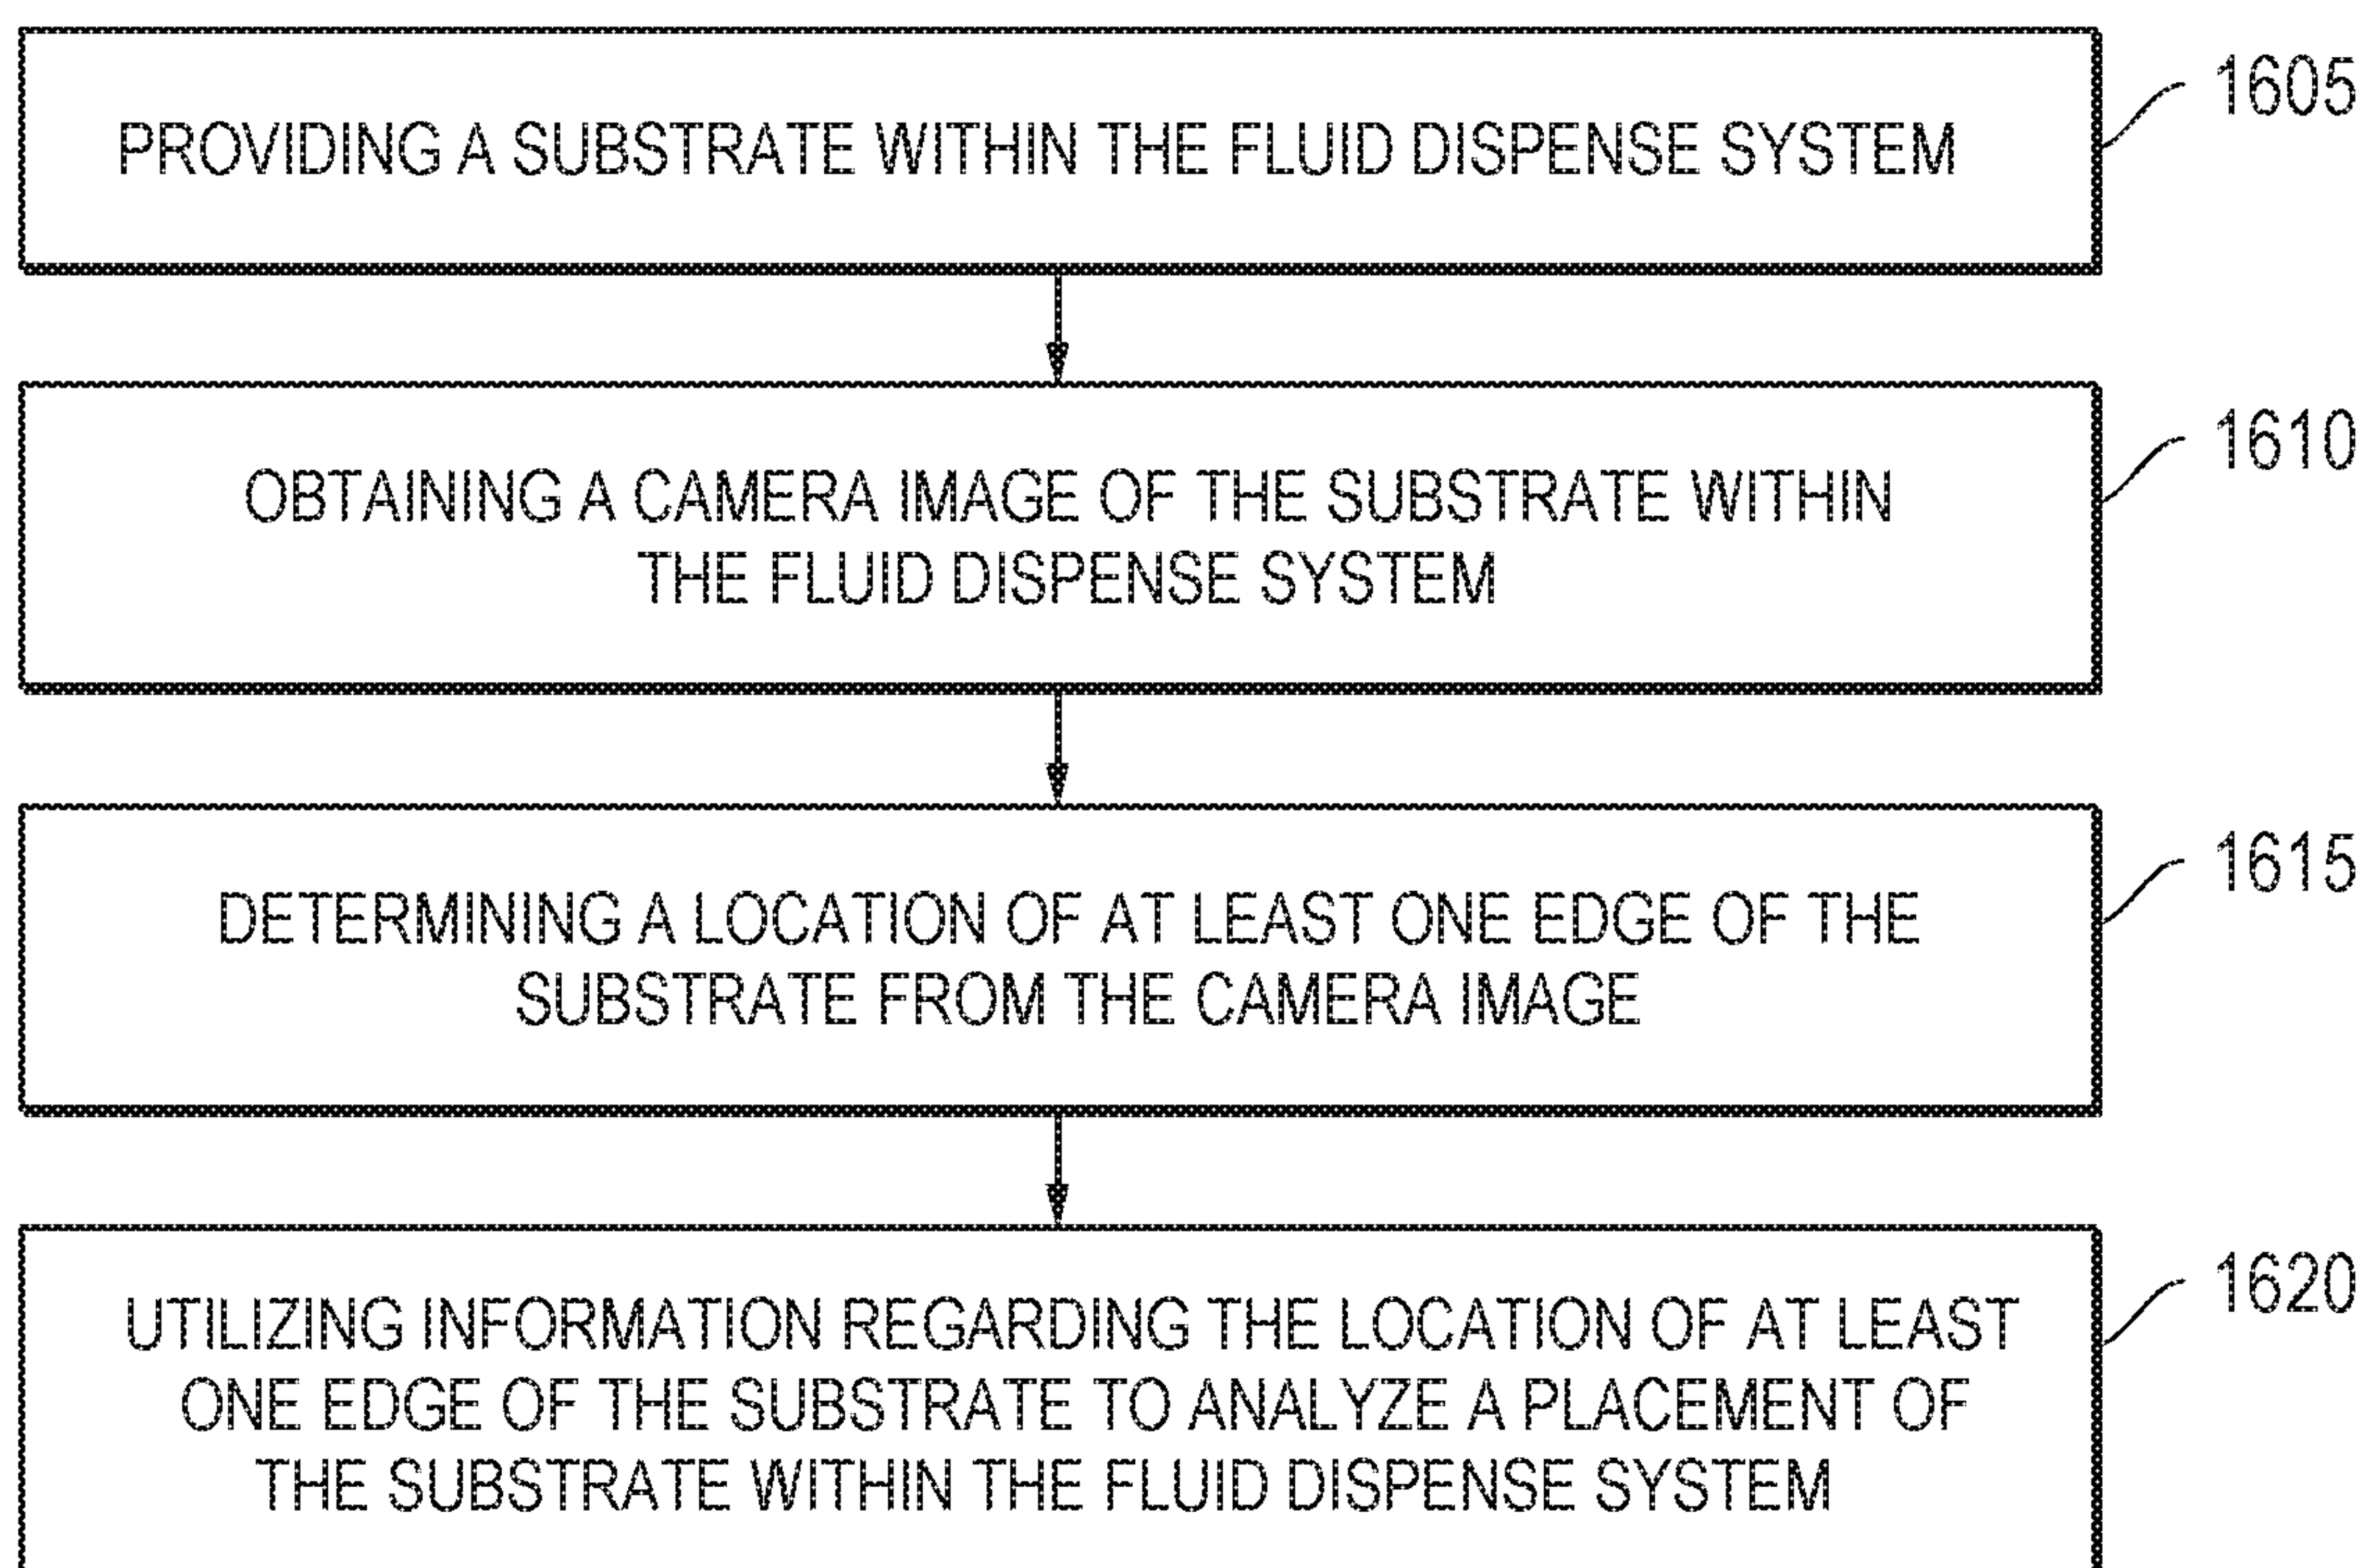 PROVIDING A SUBSTRATE WITHIN THE FLUID DISPENSE SYSTEM
1605
OBTAINING A CAMERA IMAGE OF THE SUBSTRATE WITHIN
THE FLUID DISPENSE SYSTEM
1610
DETERMINING A LOCATION OF AT LEAST ONE EDGE OF THE
SUBSTRATE FROM THE CAMERA IMAGE
1615
UTILIZING INFORMATION REGARDING THE LOCATION OF AT LEAST
ONE EDGE OF THE SUBSTRATE TO ANALYZE A PLACEMENT OF
THE SUBSTRATE WITHIN THE FLUID DISPENSE SYSTEM
1620